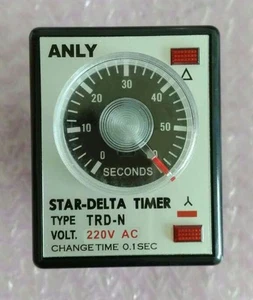 ANLY
30
20
40
10
50
0
SECONDS
STAR-DELTA TIMER
TYPE TRD-N
VOLT. 220V AC
CHANGE TIME 0.1SEC